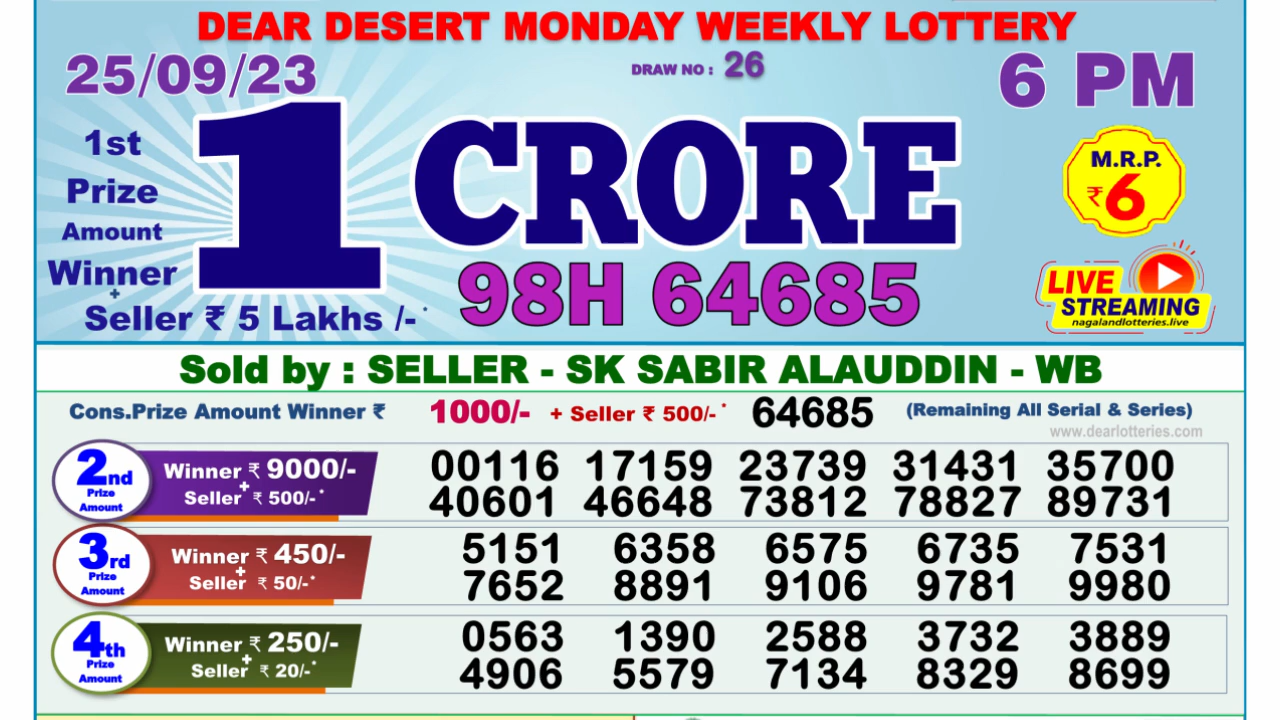 DEAR DESERT MONDAY WEEKLY LOTTERY
25/09/23
DRAW NO : 26
6 PM
1st
Prize
Amount
Winner
+
Seller ₹ 5 Lakhs /-*
1 CRORE
98H 64685
M.R.P.
₹6
LIVE
STREAMING
nagalandlotteries.live
Sold by : SELLER - SK SABIR ALAUDDIN - WB
Cons.Prize Amount Winner ₹ 1000/- + Seller ₹ 500/-* 64685 (Remaining All Serial & Series)
www.dearlotteries.com
2nd
Prize
Amount
Winner ₹ 9000/-
+
Seller ₹ 500/-*
00116 17159 23739 31431 35700
40601 46648 73812 78827 89731
3rd
Prize
Amount
Winner ₹ 450/-
+
Seller ₹ 50/-*
5151 6358 6575 6735 7531
7652 8891 9106 9781 9980
4th
Prize
Amount
Winner ₹ 250/-
+
Seller ₹ 20/-*
0563 1390 2588 3732 3889
4906 5579 7134 8329 8699